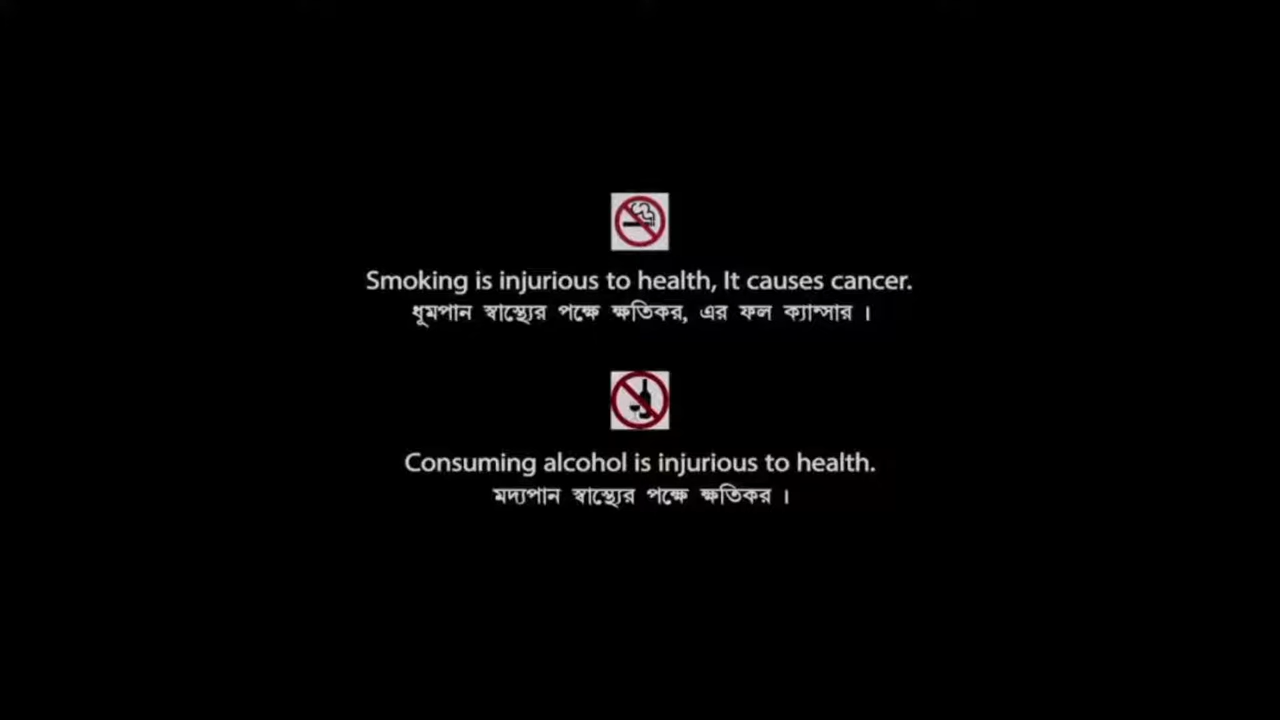 Smoking is injurious to health, It causes cancer.
ধূমপান স্বাস্থ্যের পক্ষে ক্ষতিকর, এর ফল ক্যান্সার ।
Consuming alcohol is injurious to health.
মদ্যপান স্বাস্থ্যের পক্ষে ক্ষতিকর ।